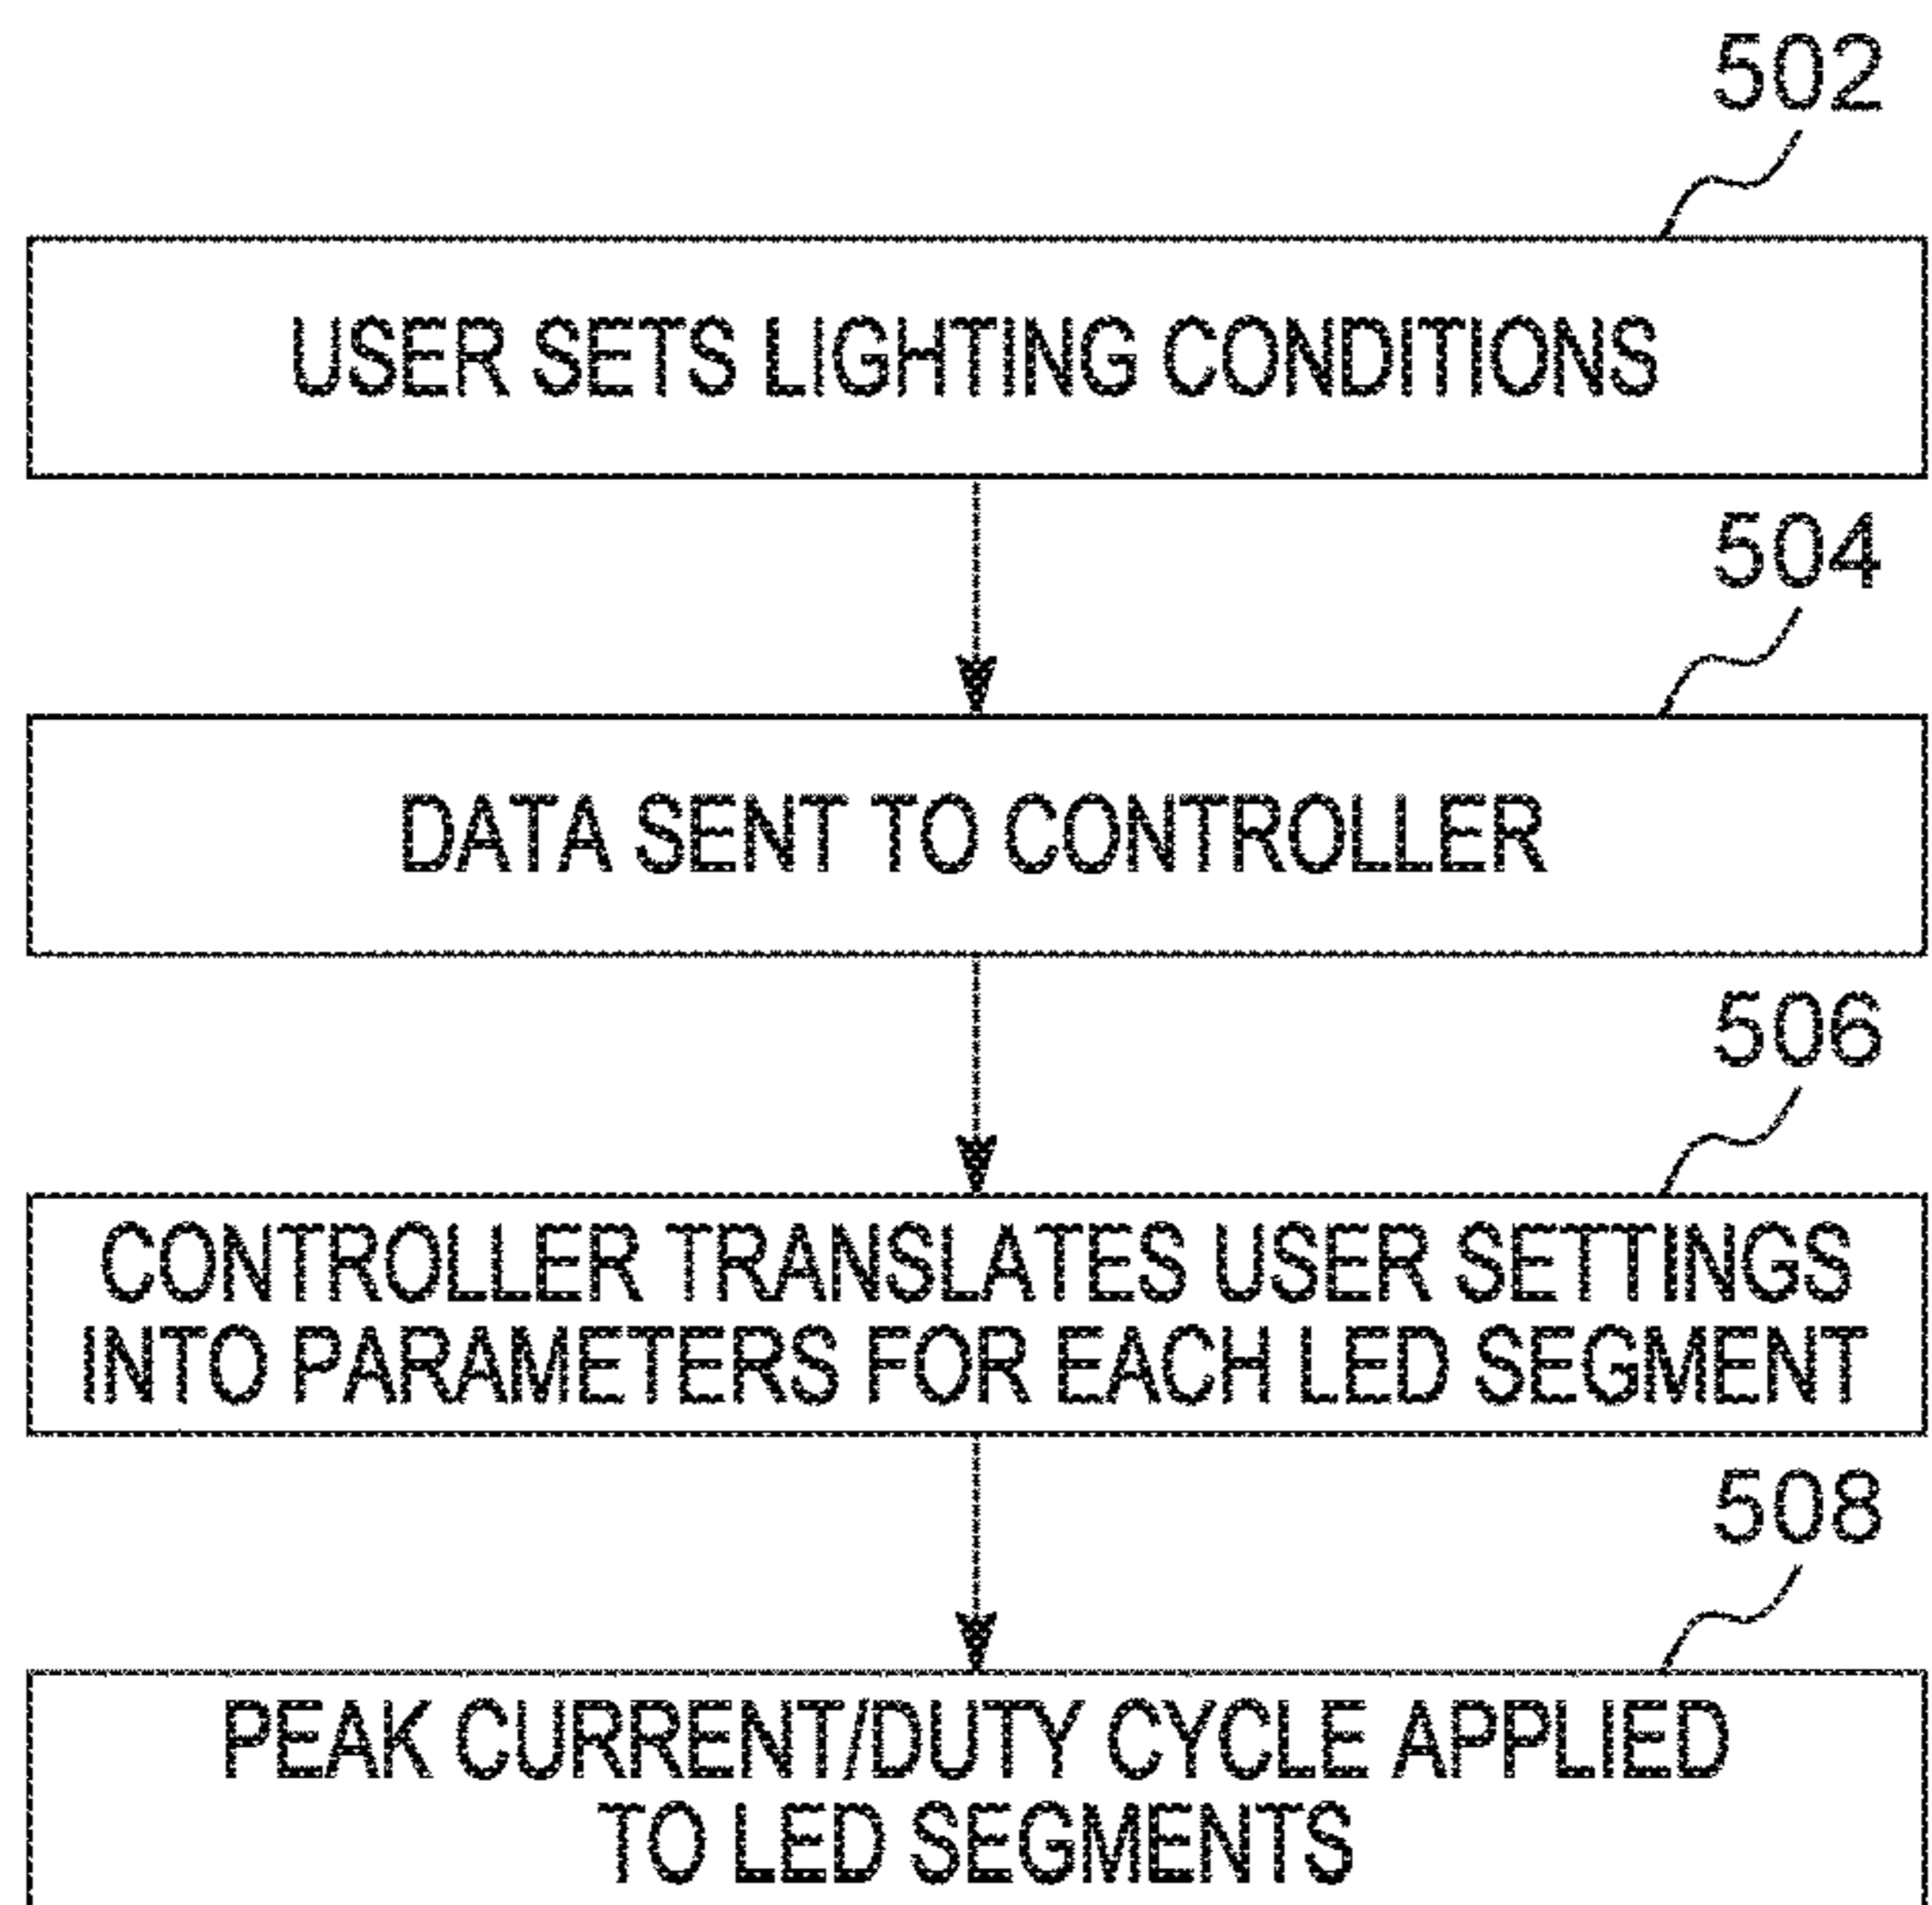 502
USER SETS LIGHTING CONDITIONS
504
DATA SENT TO CONTROLLER
506
CONTROLLER TRANSLATES USER SETTINGS
INTO PARAMETERS FOR EACH LED SEGMENT
508
PEAK CURRENT/DUTY CYCLE APPLIED
TO LED SEGMENTS